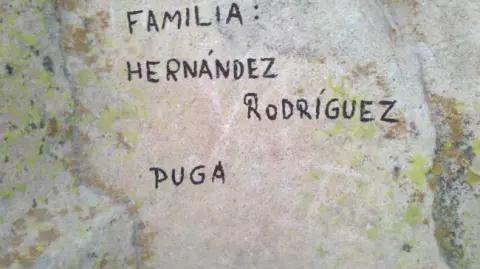 FAMILIA:
HERNÁNDEZ
RODRÍGUEZ
PUGA